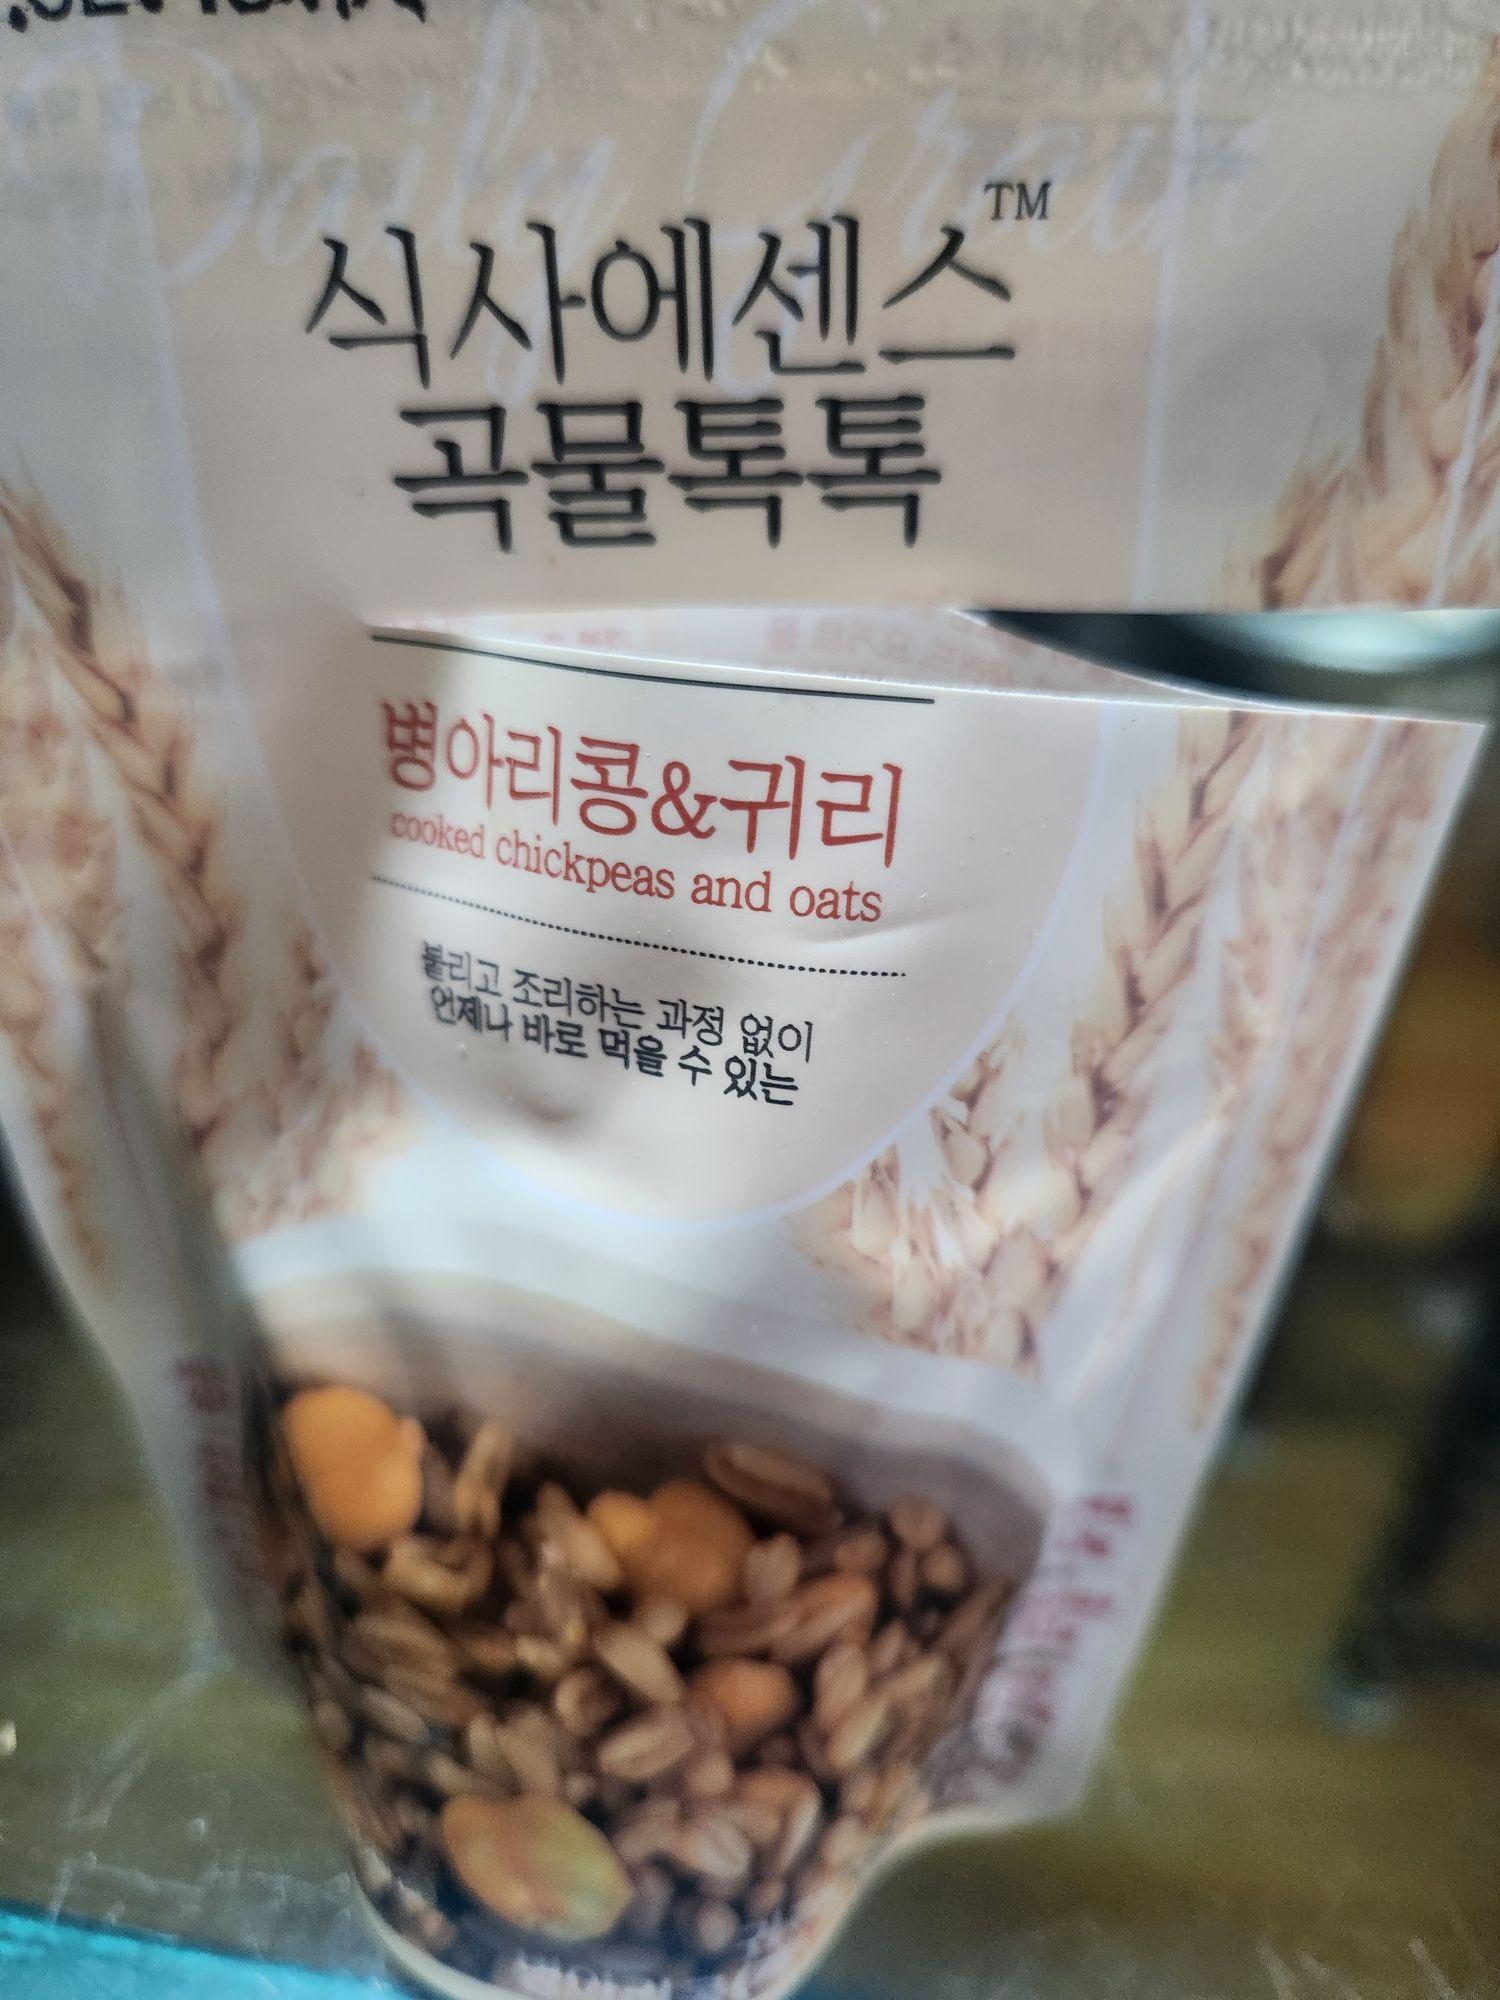 Daily Grain
식사에센스™
곡물톡톡
병아리콩&귀리
cooked chickpeas and oats
불리고 조리하는 과정 없이
언제나 바로 먹을 수 있는